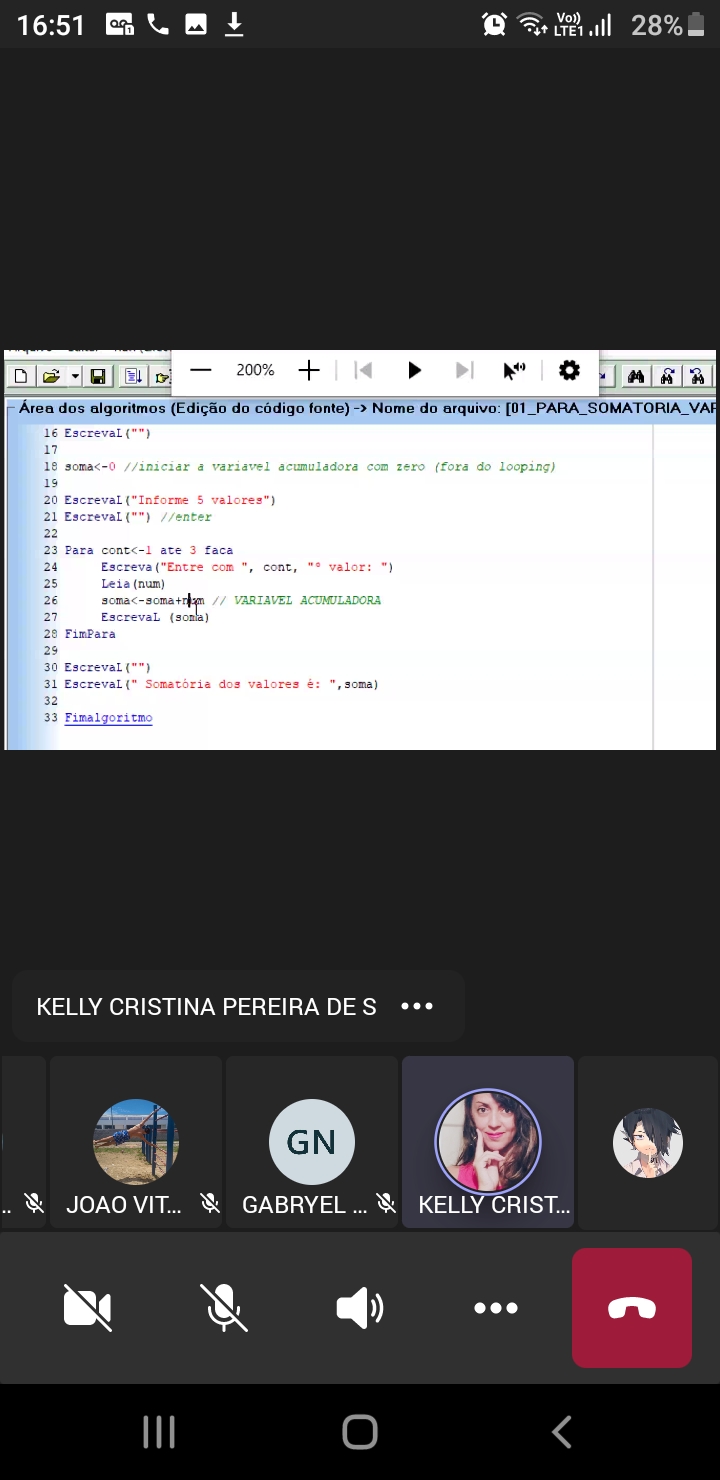 16:51
Vo))
LTE1
28%
200%
Área dos algoritmos (Edição do código fonte) -> Nome do arquivo: [01_PARA_SOMATORIA_VAR
16 EscrevaL("")
17
18 soma<-0 //iniciar a variavel acumuladora com zero (fora do looping)
19
20 EscrevaL("Informe 5 valores")
21 EscrevaL("") //enter
22
23 Para cont<-1 ate 3 faca
24 Escreva("Entre com ", cont, "° valor: ")
25 Leia(num)
26 soma<-soma+num // VARIAVEL ACUMULADORA
27 EscrevaL (soma)
28 FimPara
29
30 EscrevaL("")
31 EscrevaL(" Somatória dos valores é: ",soma)
32
33 Fimalgoritmo
KELLY CRISTINA PEREIRA DE S
GN
.. JOAO VIT... GABRYEL ... KELLY CRIST...